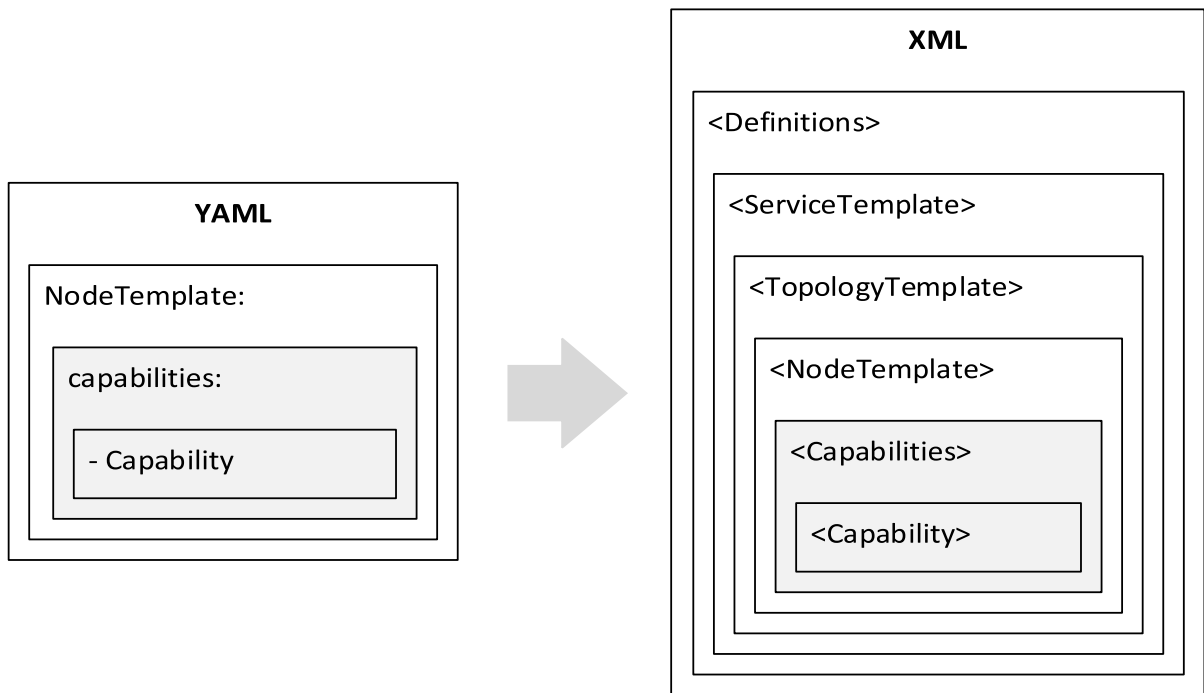 YAML
NodeTemplate:
capabilities:
- Capability
XML
<Definitions>
<ServiceTemplate>
<TopologyTemplate>
<NodeTemplate>
<Capabilities>
<Capability>